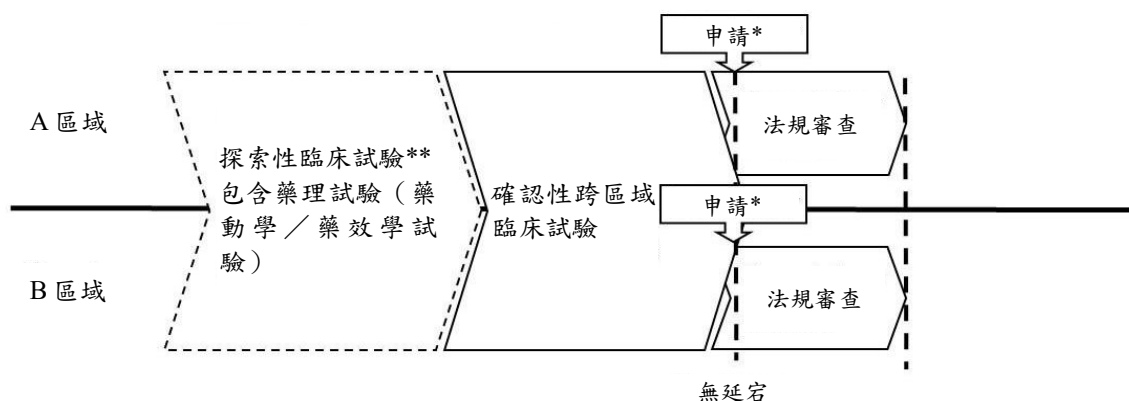 申請*
A 區域
法規審查
探索性臨床試驗**
包含藥理試驗（藥
動學／藥效學試
驗）
確認性跨區域
臨床試驗
申請*
B 區域
法規審查
無延宕